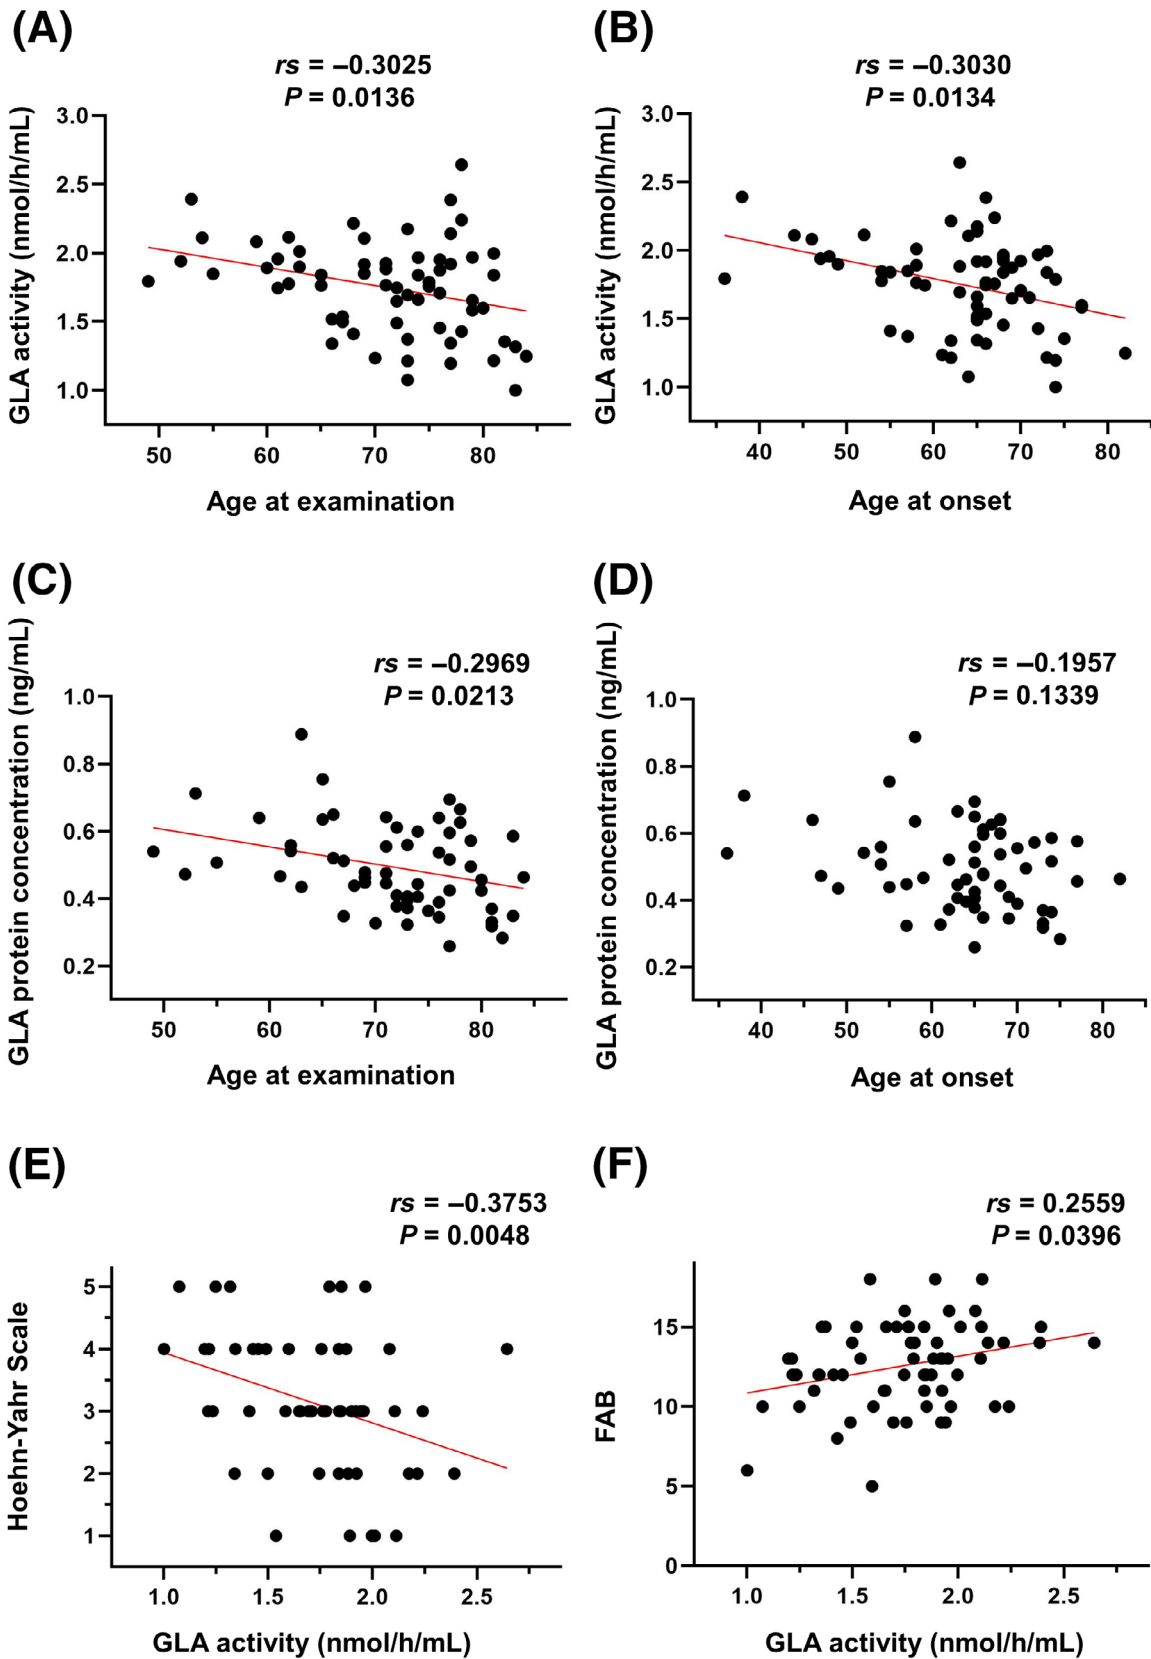 (A)
rs = –0.3025
P = 0.0136
GLA activity (nmol/h/mL)
3.0
2.5
2.0
1.5
1.0
50 60 70 80
Age at examination
(B)
rs = –0.3030
P = 0.0134
GLA activity (nmol/h/mL)
3.0
2.5
2.0
1.5
1.0
40 50 60 70 80
Age at onset
(C)
rs = –0.2969
P = 0.0213
GLA protein concentration (ng/mL)
1.0
0.8
0.6
0.4
0.2
50 60 70 80
Age at examination
(D)
rs = –0.1957
P = 0.1339
GLA protein concentration (ng/mL)
1.0
0.8
0.6
0.4
0.2
40 50 60 70 80
Age at onset
(E)
rs = –0.3753
P = 0.0048
Hoehn-Yahr Scale
5
4
3
2
1
1.0 1.5 2.0 2.5
GLA activity (nmol/h/mL)
(F)
rs = 0.2559
P = 0.0396
FAB
15
10
5
0
1.0 1.5 2.0 2.5
GLA activity (nmol/h/mL)